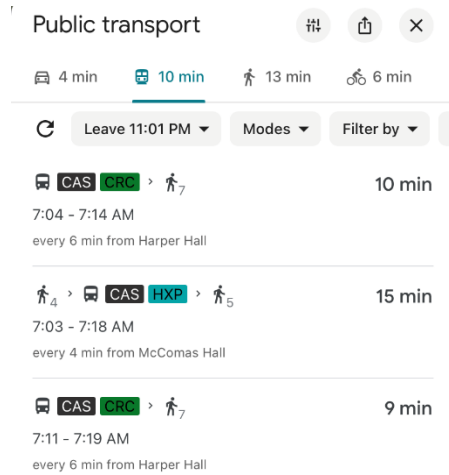 Public transport
4 min 10 min 13 min 6 min
Leave 11:01 PM Modes Filter by
CAS CRC 7 10 min
7:04 - 7:14 AM
every 6 min from Harper Hall
4 CAS HXP 5 15 min
7:03 - 7:18 AM
every 4 min from McComas Hall
CAS CRC 7 9 min
7:11 - 7:19 AM
every 6 min from Harper Hall